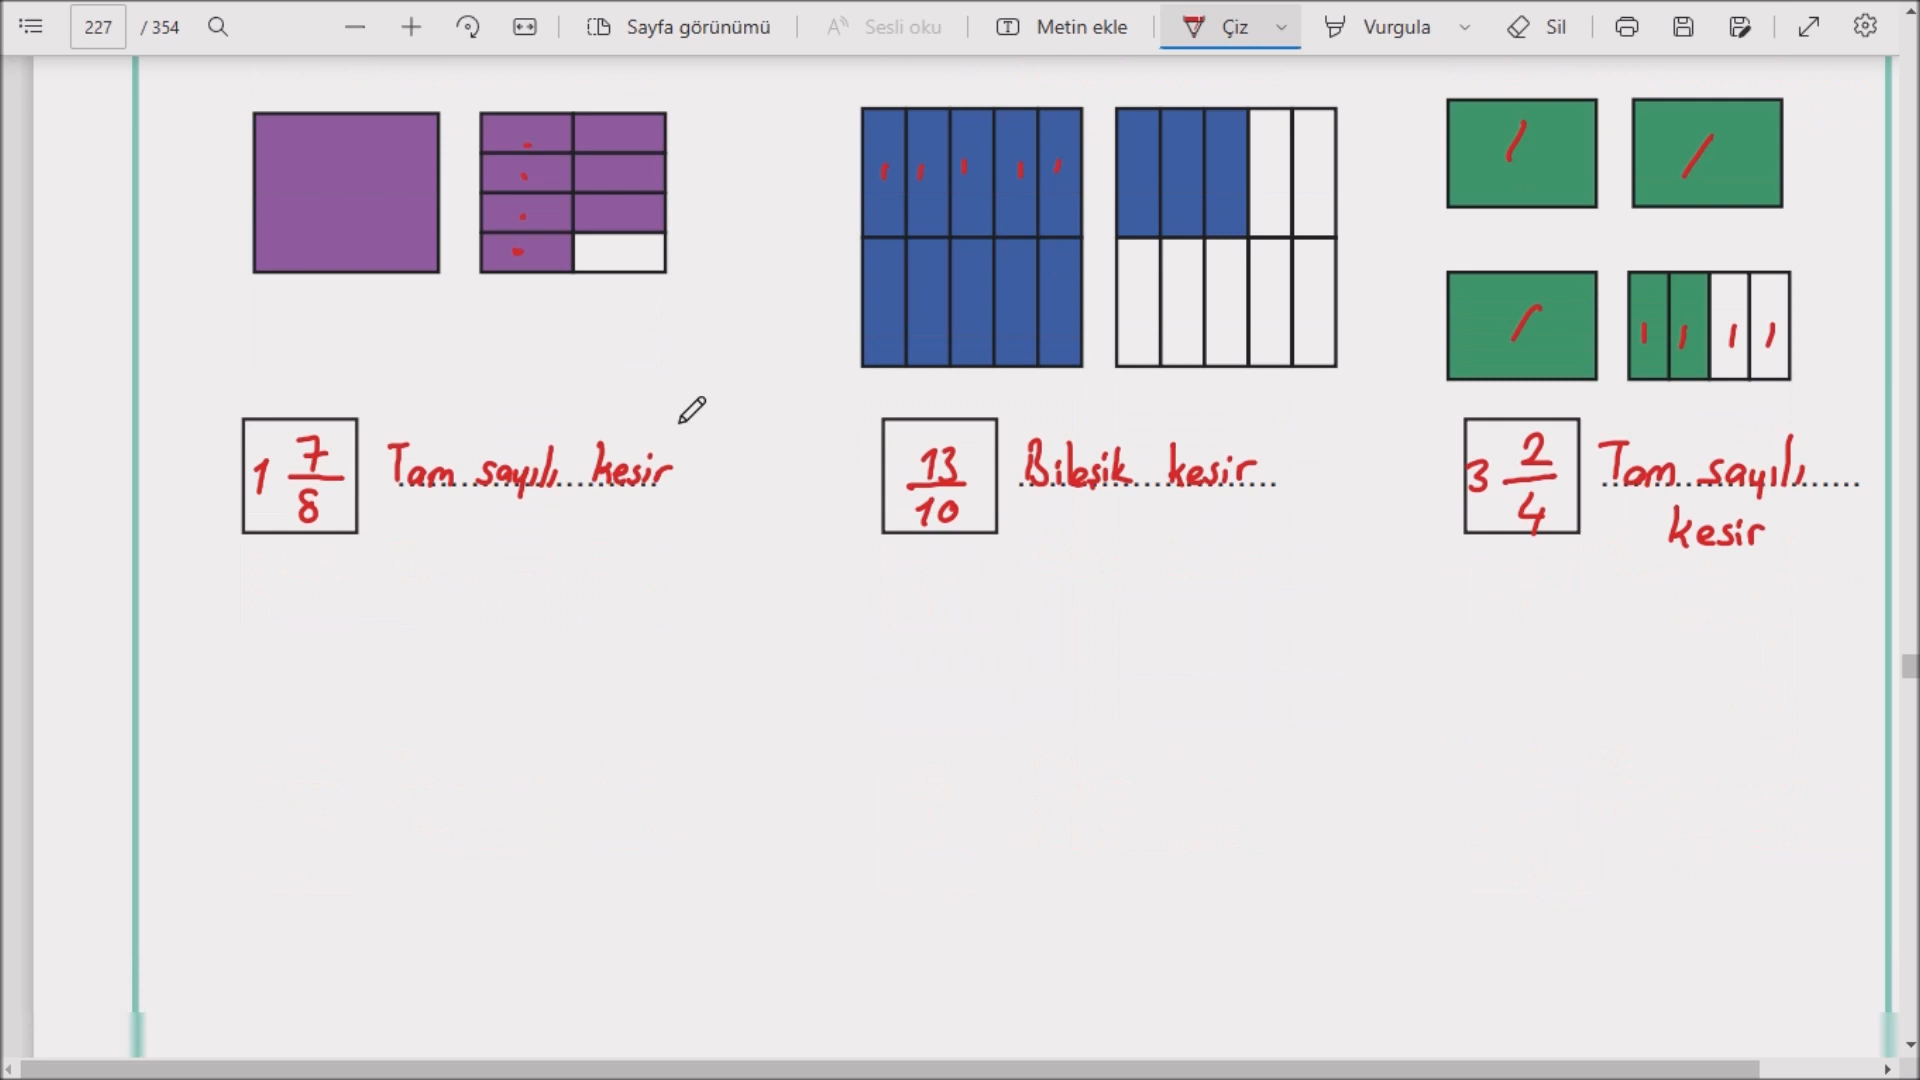 227 / 354 Sayfa görünümü Sesli oku Metin ekle Çiz Vurgula Sil
1 7/8 Tam sayılı kesir
13/10 Bileşik kesir
3 2/4 Tam sayılı
kesir